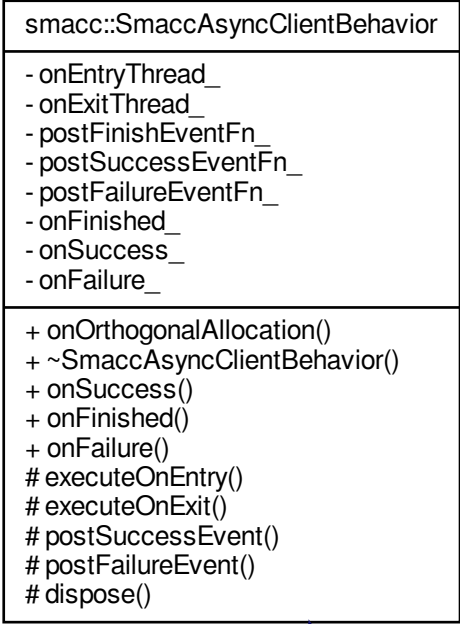 smacc::SmaccAsyncClientBehavior
- onEntryThread_
- onExitThread_
- postFinishEventFn_
- postSuccessEventFn_
- postFailureEventFn_
- onFinished_
- onSuccess_
- onFailure_
+ onOrthogonalAllocation()
+ ~SmaccAsyncClientBehavior()
+ onSuccess()
+ onFinished()
+ onFailure()
# executeOnEntry()
# executeOnExit()
# postSuccessEvent()
# postFailureEvent()
# dispose()